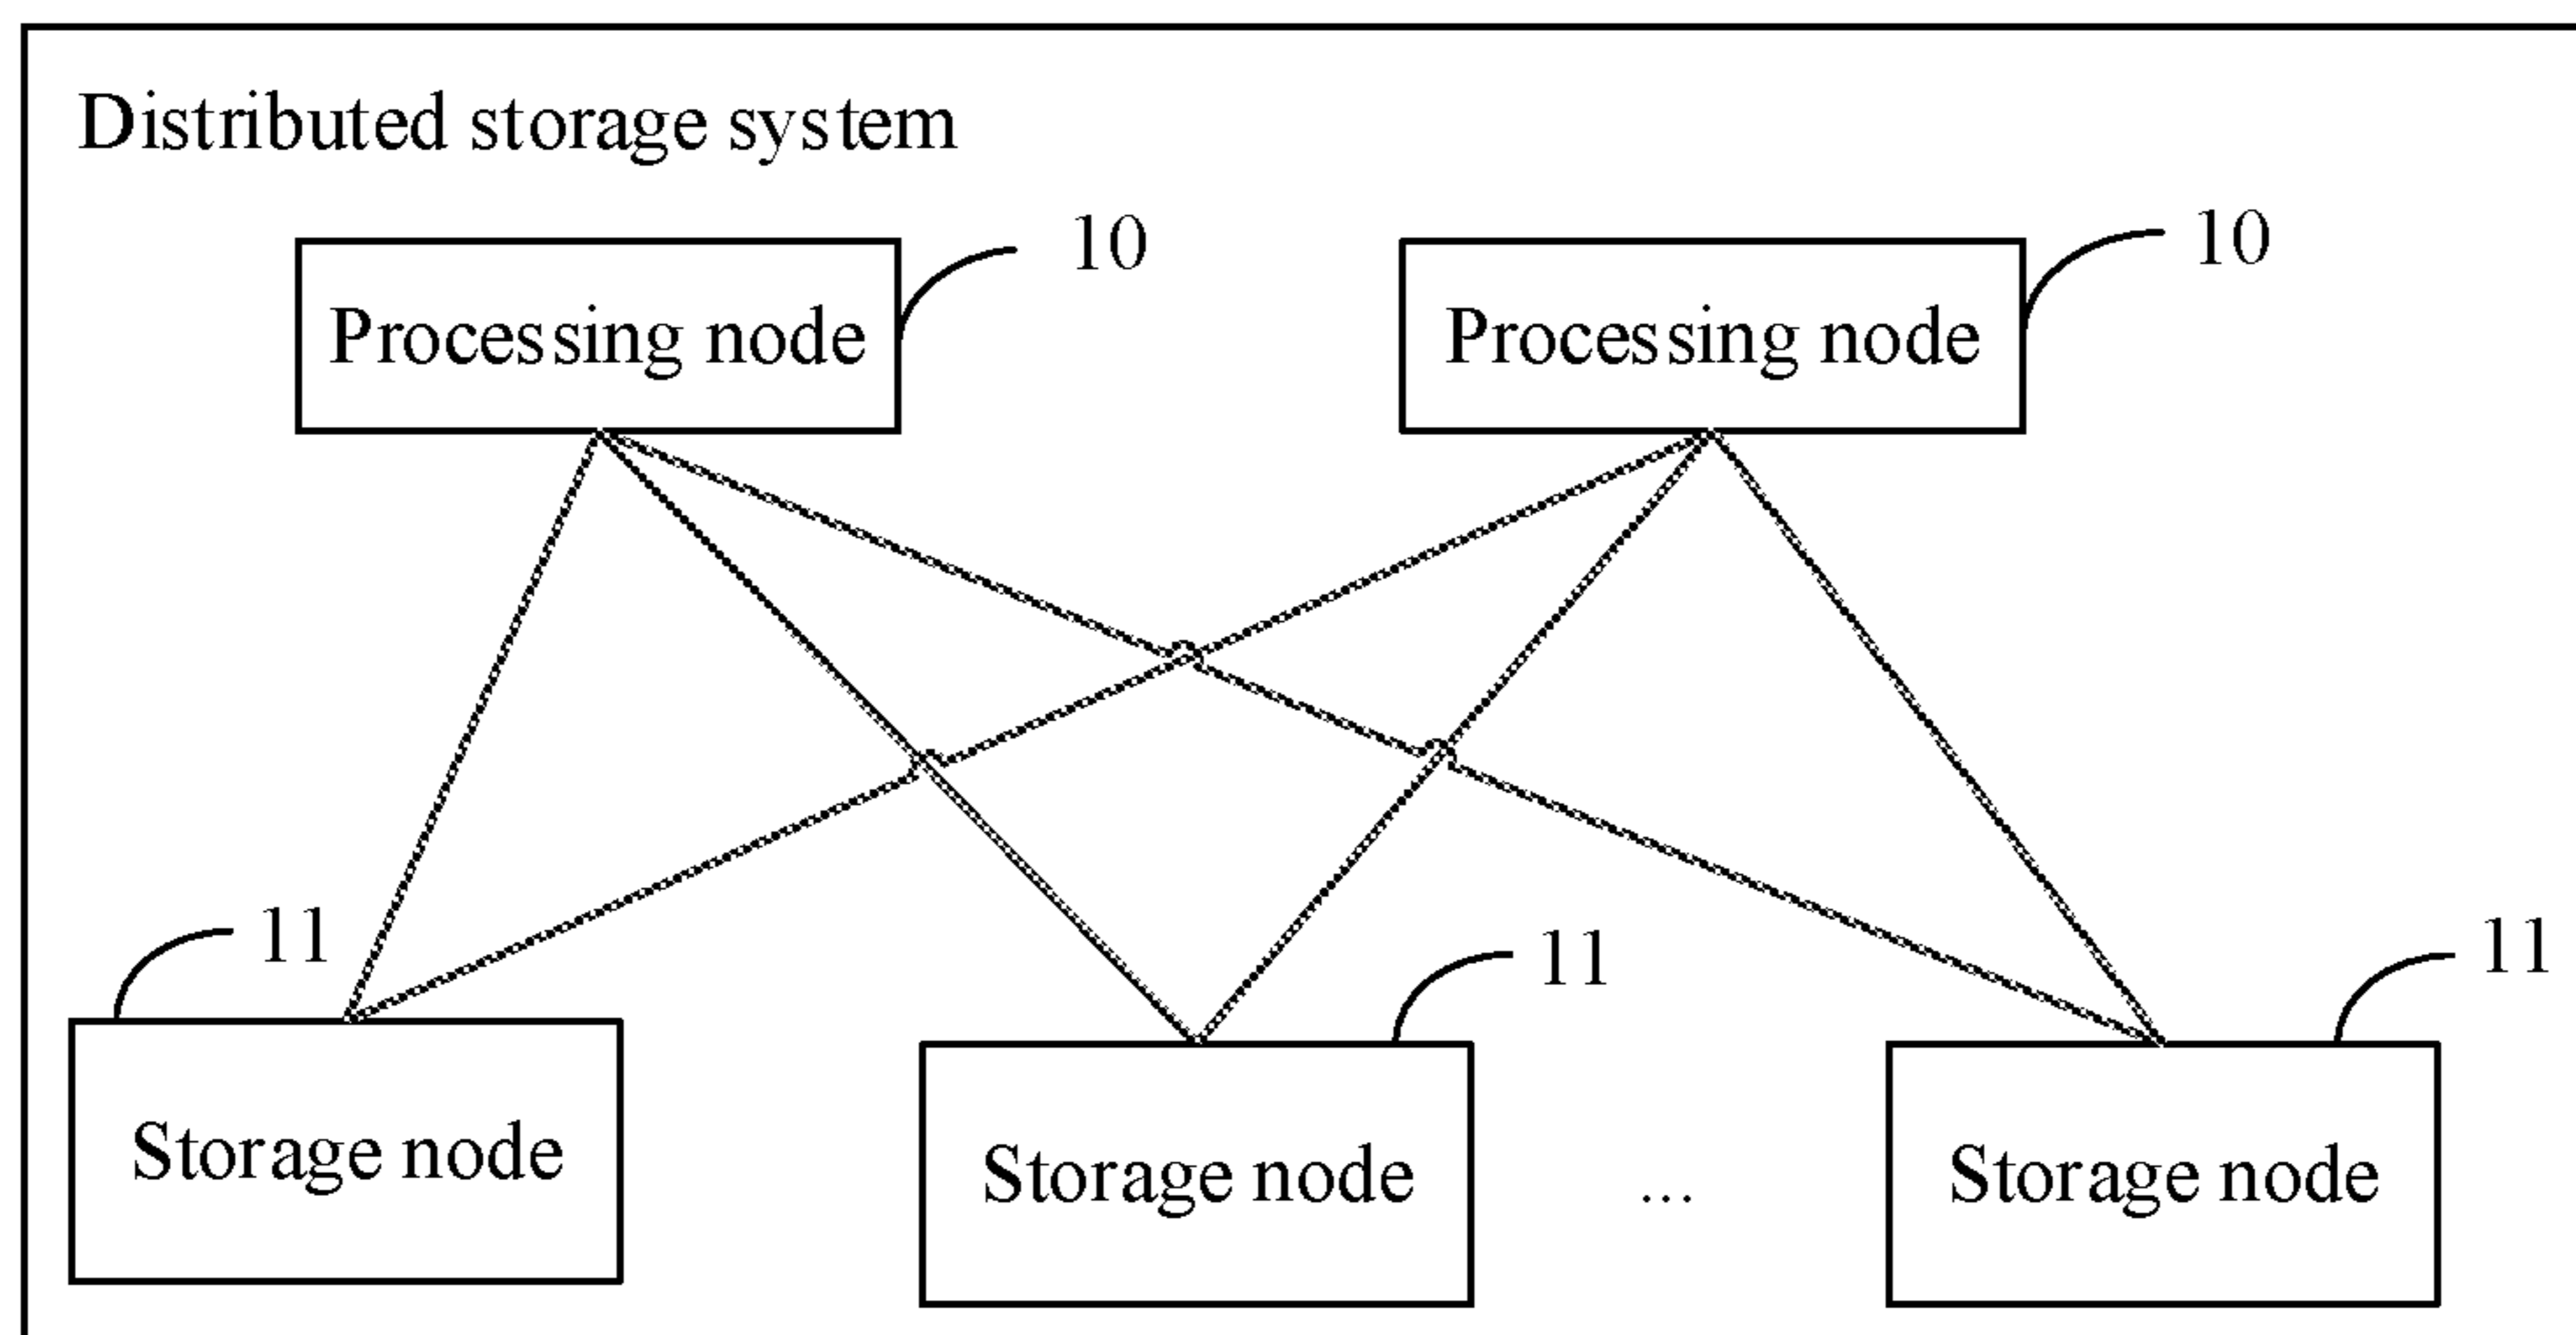 Distributed storage system
10
10
Processing node
Processing node
11
11
11
Storage node
Storage node
...
Storage node